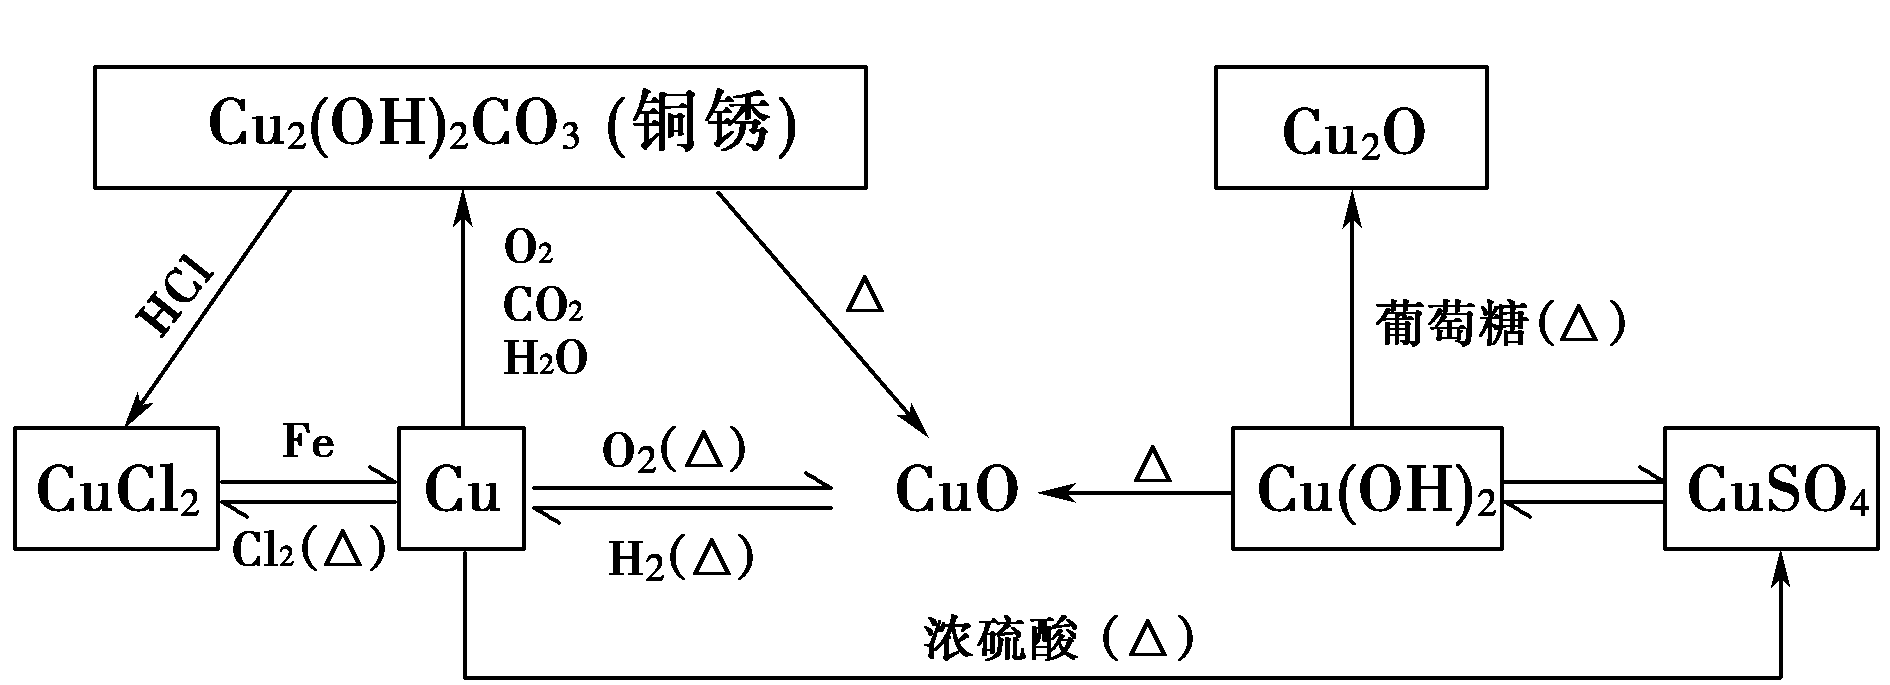 Cu₂(OH)₂CO₃ (铜锈)
Cu₂O
HCl
O₂
CO₂
H₂O
△
葡萄糖(△)
CuCl₂
Fe
Cl₂(△)
Cu
O₂(△)
H₂(△)
CuO
△
Cu(OH)₂
CuSO₄
浓硫酸 (△)